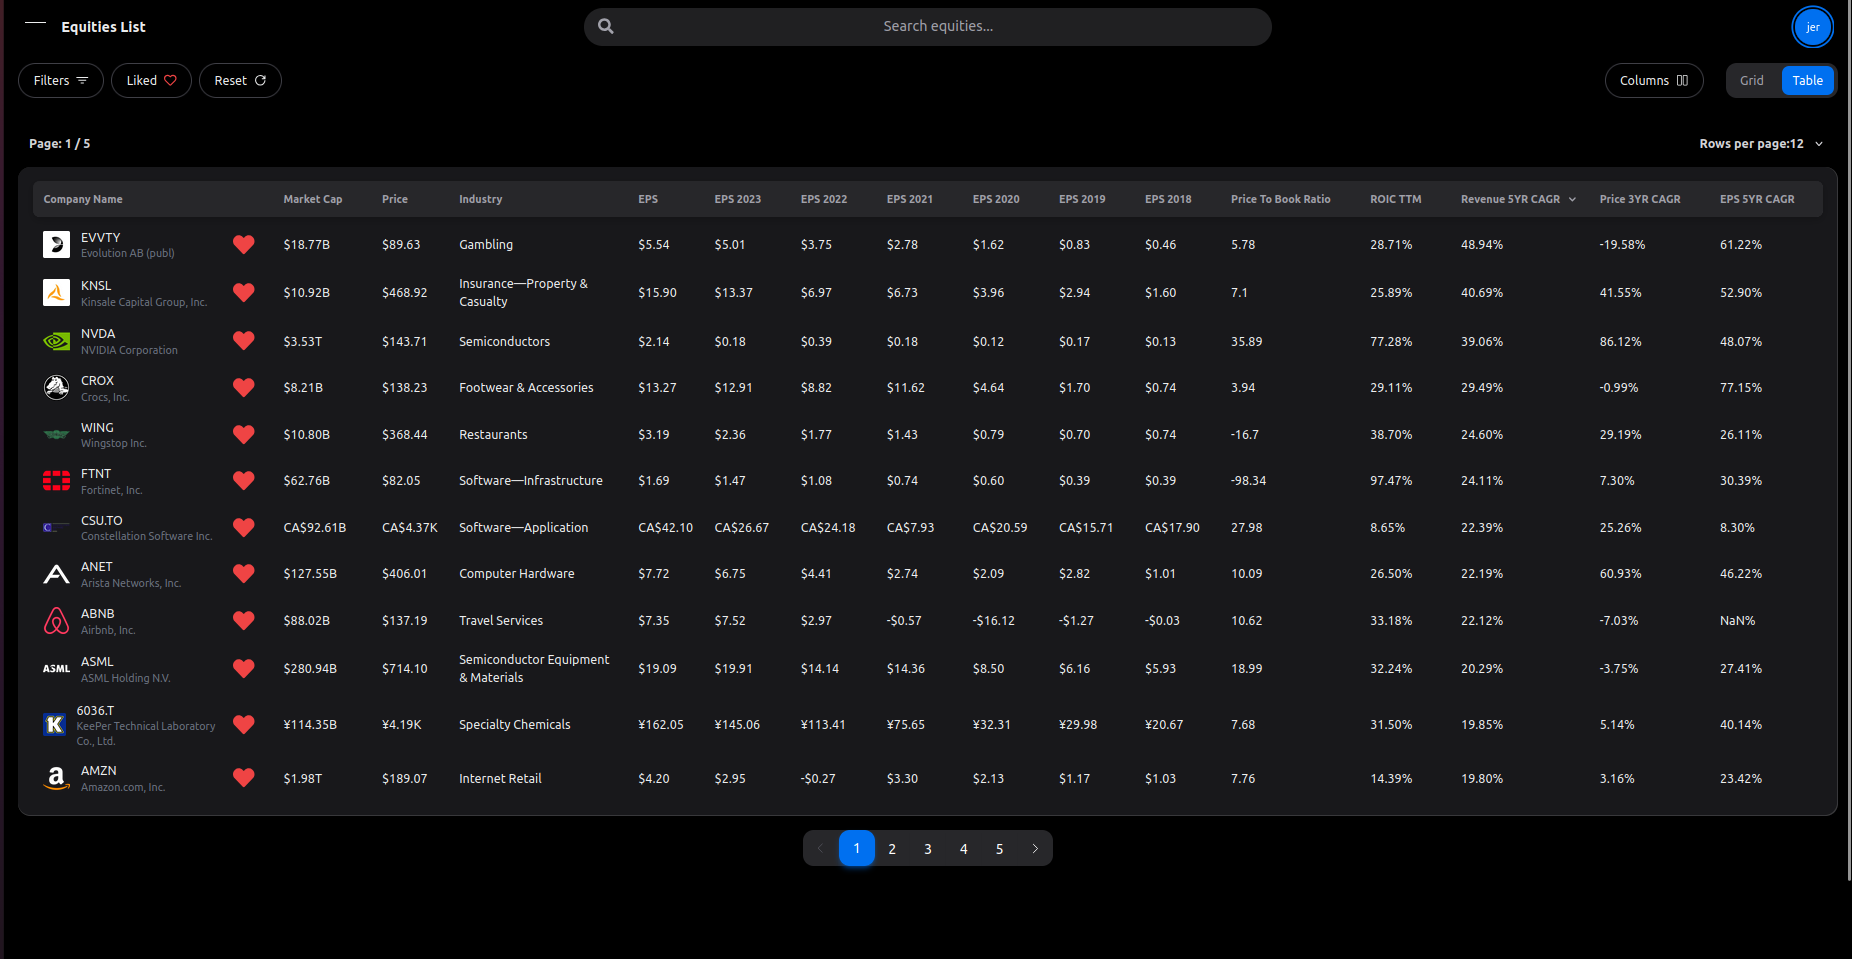 Equities List
Search equities...
jer
Filters
Liked
Reset
Columns
Grid
Table
Page: 1 / 5
Rows per page:12
Company Name Market Cap Price Industry EPS EPS 2023 EPS 2022 EPS 2021 EPS 2020 EPS 2019 EPS 2018 Price To Book Ratio ROIC TTM Revenue 5YR CAGR Price 3YR CAGR EPS 5YR CAGR
EVVTY
Evolution AB (publ)
$18.77B $89.63 Gambling $5.54 $5.01 $3.75 $2.78 $1.62 $0.83 $0.46 5.78 28.71% 48.94% -19.58% 61.22%
KNSL
Kinsale Capital Group, Inc.
$10.92B $468.92 Insurance—Property &
Casualty
$15.90 $13.37 $6.97 $6.73 $3.96 $2.94 $1.60 7.1 25.89% 40.69% 41.55% 52.90%
NVDA
NVIDIA Corporation
$3.53T $143.71 Semiconductors $2.14 $0.18 $0.39 $0.18 $0.12 $0.17 $0.13 35.89 77.28% 39.06% 86.12% 48.07%
CROX
Crocs, Inc.
$8.21B $138.23 Footwear & Accessories $13.27 $12.91 $8.82 $11.62 $4.64 $1.70 $0.74 3.94 29.11% 29.49% -0.99% 77.15%
WING
Wingstop Inc.
$10.80B $368.44 Restaurants $3.19 $2.36 $1.77 $1.43 $0.79 $0.70 $0.74 -16.7 38.70% 24.60% 29.19% 26.11%
FTNT
Fortinet, Inc.
$62.76B $82.05 Software—Infrastructure $1.69 $1.47 $1.08 $0.74 $0.60 $0.39 $0.39 -98.34 97.47% 24.11% 7.30% 30.39%
CSU.TO
Constellation Software Inc.
CA$92.61B CA$4.37K Software—Application CA$42.10 CA$26.67 CA$24.18 CA$7.93 CA$20.59 CA$15.71 CA$17.90 27.98 8.65% 22.39% 25.26% 8.30%
ANET
Arista Networks, Inc.
$127.55B $406.01 Computer Hardware $7.72 $6.75 $4.41 $2.74 $2.09 $2.82 $1.01 10.09 26.50% 22.19% 60.93% 46.22%
ABNB
Airbnb, Inc.
$88.02B $137.19 Travel Services $7.35 $7.52 $2.97 -$0.57 -$16.12 -$1.27 -$0.03 10.62 33.18% 22.12% -7.03% NaN%
ASML
ASML
ASML Holding N.V.
$280.94B $714.10 Semiconductor Equipment
& Materials
$19.09 $19.91 $14.14 $14.36 $8.50 $6.16 $5.93 18.99 32.24% 20.29% -3.75% 27.41%
K
6036.T
KeePer Technical Laboratory
Co., Ltd.
¥114.35B ¥4.19K Specialty Chemicals ¥162.05 ¥145.06 ¥113.41 ¥75.65 ¥32.31 ¥29.98 ¥20.67 7.68 31.50% 19.85% 5.14% 40.14%
a
AMZN
Amazon.com, Inc.
$1.98T $189.07 Internet Retail $4.20 $2.95 -$0.27 $3.30 $2.13 $1.17 $1.03 7.76 14.39% 19.80% 3.16% 23.42%
1 2 3 4 5